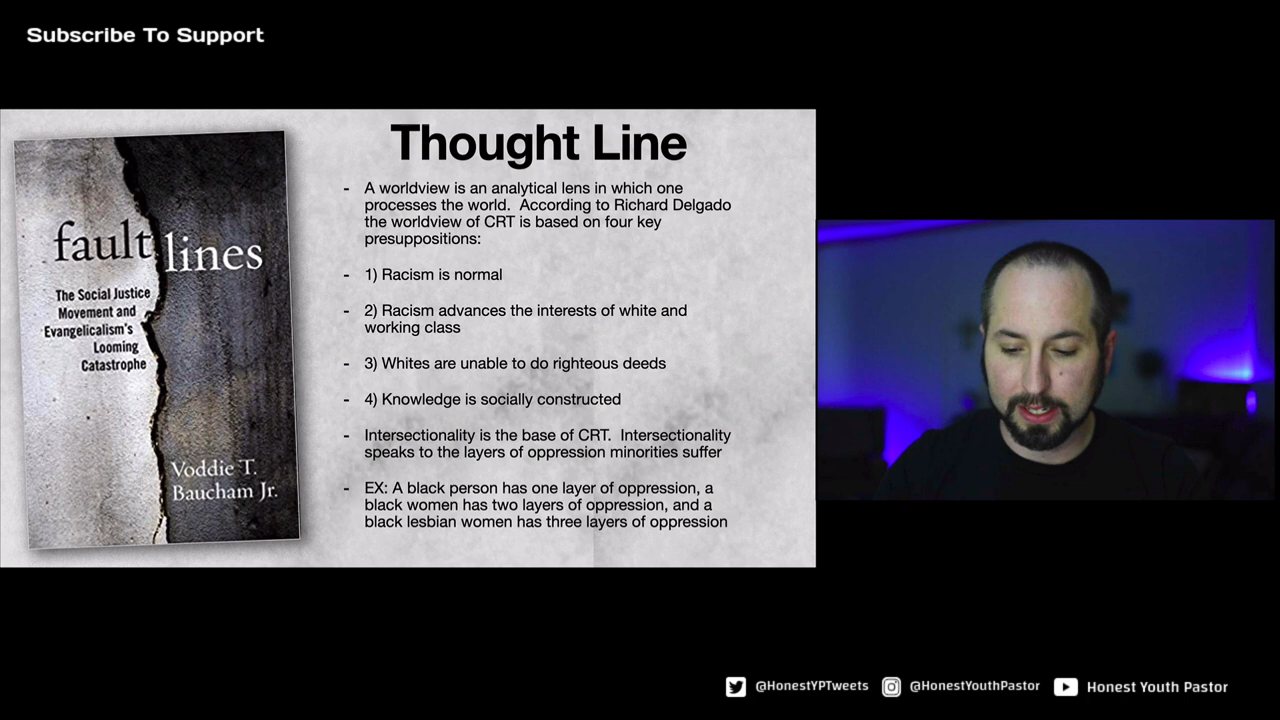 Subscribe To Support
fault lines
The Social Justice
Movement and
Evangelicalism's
Looming
Catastrophe
Voddie T.
Baucham Jr.
Thought Line
- A worldview is an analytical lens in which one
processes the world.  According to Richard Delgado
the worldview of CRT is based on four key
presuppositions:
- 1) Racism is normal
- 2) Racism advances the interests of white and
working class
- 3) Whites are unable to do righteous deeds
- 4) Knowledge is socially constructed
- Intersectionality is the base of CRT.  Intersectionality
speaks to the layers of oppression minorities suffer
- EX: A black person has one layer of oppression, a
black women has two layers of oppression, and a
black lesbian women has three layers of oppression
@HonestYPTweets
@HonestYouthPastor
Honest Youth Pastor